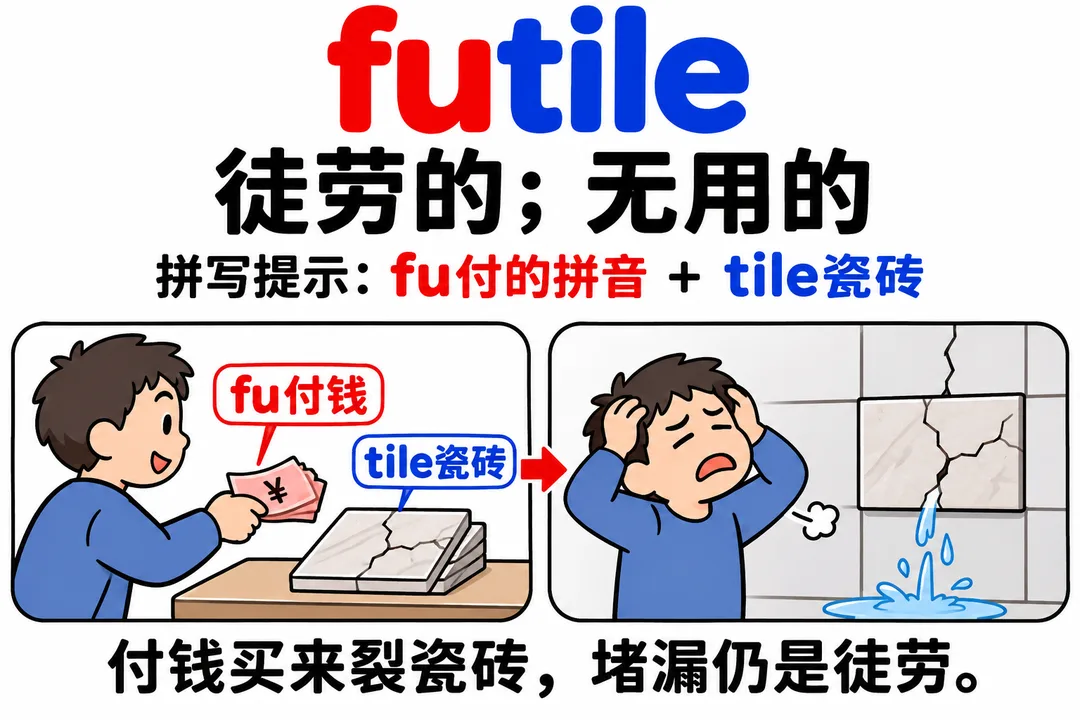 futile
徒劳的；无用的
拼写提示：fu付的拼音 + tile瓷砖
fu付钱
¥
tile瓷砖
付钱买来裂瓷砖，堵漏仍是徒劳。